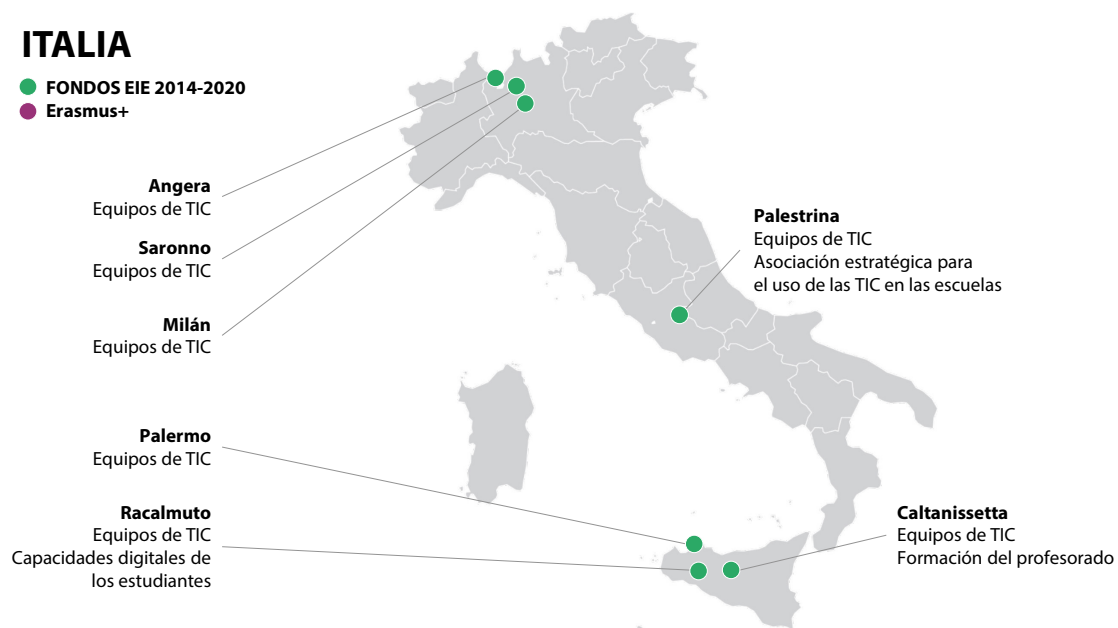 ITALIA
FONDOS EIE 2014-2020
Erasmus+
Angera
Equipos de TIC
Saronno
Equipos de TIC
Milán
Equipos de TIC
Palestrina
Equipos de TIC
Asociación estratégica para
el uso de las TIC en las escuelas
Palermo
Equipos de TIC
Racalmuto
Equipos de TIC
Capacidades digitales de
los estudiantes
Caltanissetta
Equipos de TIC
Formación del profesorado